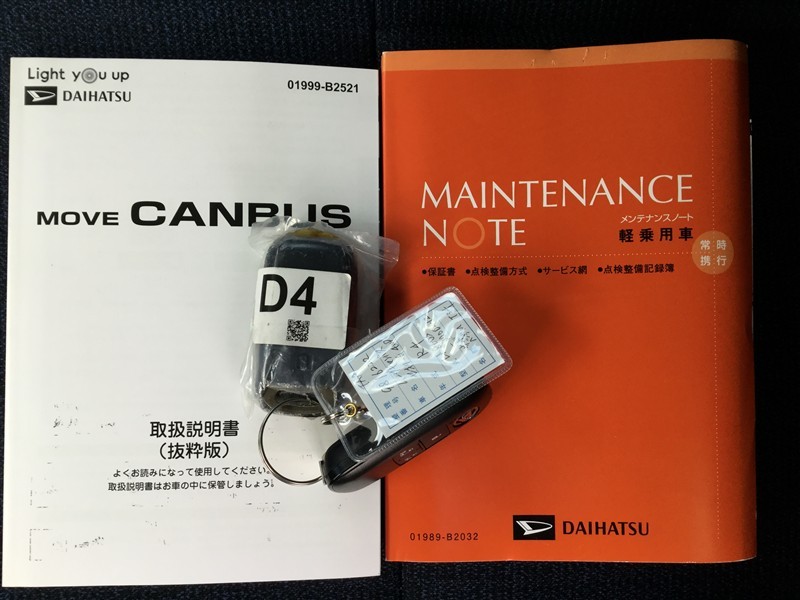 Light you up
DAIHATSU
01999-B2521
MOVE CANBUS
取扱説明書
（抜粋版）
よくお読みになって使用してください。
取扱説明書はお車の中に保管しましょう。
D4
MAINTENANCE
NOTE
メンテナンスノート
軽乗用車
常時
携行
●保証書 ●点検整備方式 ●サービス網 ●点検整備記録簿
01989-B2032
DAIHATSU